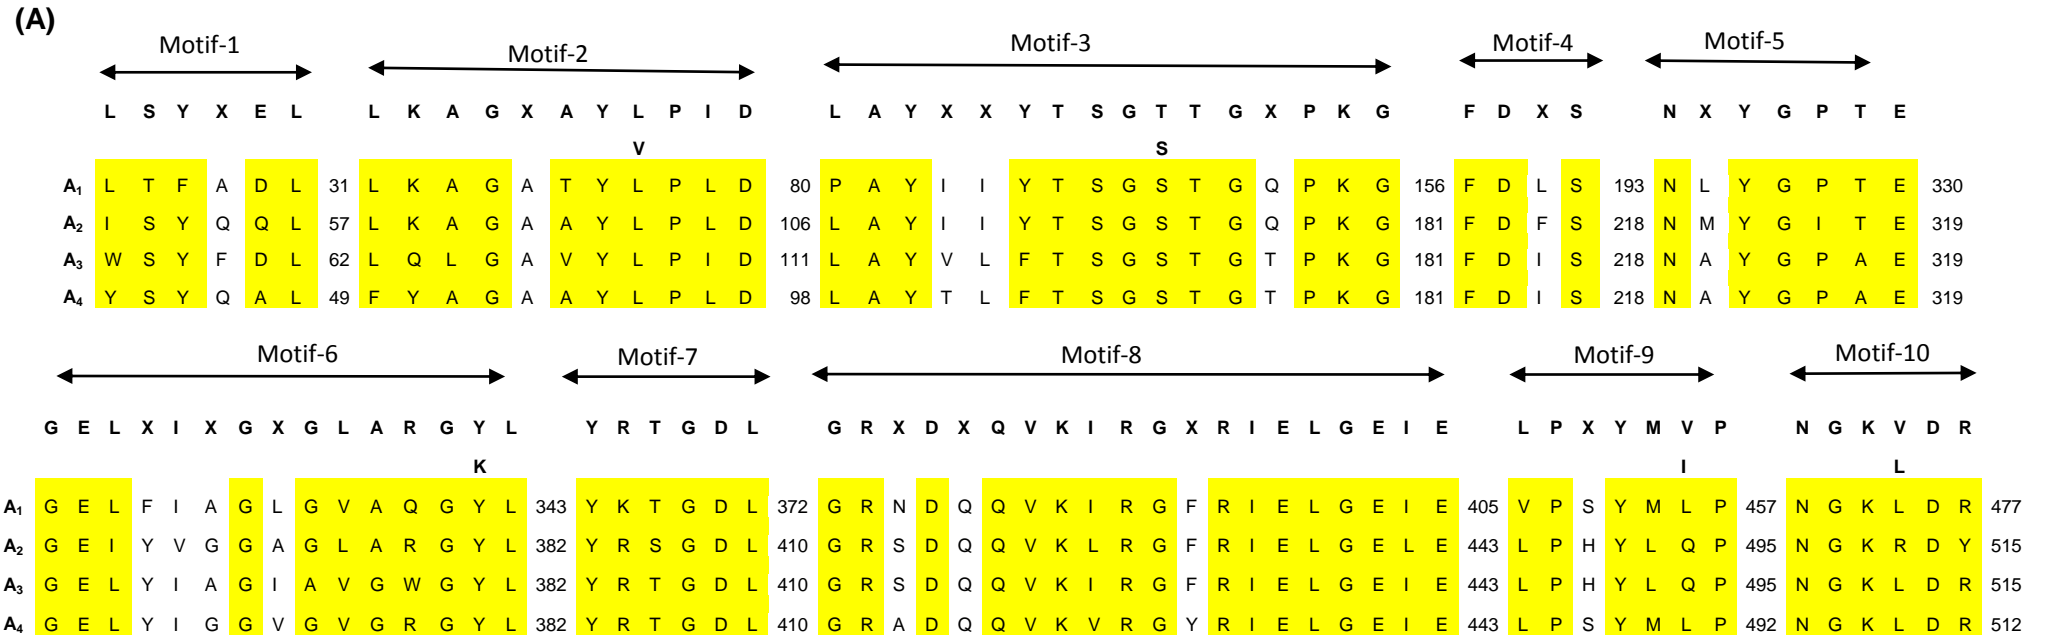 (A)
Motif-1 Motif-2 Motif-3 Motif-4 Motif-5
L S Y X E L L K A G X A Y L P I D L A Y X X Y T S G T T G X P K G F D X S N X Y G P T E
V S
A1 L T F A D L 31 L K A G A T Y L P L D 80 P A Y I I Y T S G S T G Q P K G 156 F D L S 193 N L Y G P T E 330
A2 I S Y Q Q L 57 L K A G A A Y L P L D 106 L A Y I I Y T S G S T G Q P K G 181 F D F S 218 N M Y G I T E 319
A3 W S Y F D L 62 L Q L G A V Y L P I D 111 L A Y V L F T S G S T G T P K G 181 F D I S 218 N A Y G P A E 319
A4 Y S Y Q A L 49 F Y A G A A Y L P L D 98 L A Y T L F T S G S T G T P K G 181 F D I S 218 N A Y G P A E 319
Motif-6 Motif-7 Motif-8 Motif-9 Motif-10
G E L X I X G X G L A R G Y L Y R T G D L G R X D X Q V K I R G X R I E L G E I E L P X Y M V P N G K V D R
K I L
A1 G E L F I A G L G V A Q G Y L 343 Y K T G D L 372 G R N D Q Q V K I R G F R I E L G E I E 405 V P S Y M L P 457 N G K L D R 477
A2 G E I Y V G G A G L A R G Y L 382 Y R S G D L 410 G R S D Q Q V K L R G F R I E L G E L E 443 L P H Y L Q P 495 N G K R D Y 515
A3 G E L Y I A G I A V G W G Y L 382 Y R T G D L 410 G R S D Q Q V K I R G F R I E L G E I E 443 L P H Y L Q P 495 N G K L D R 515
A4 G E L Y I G G V G V G R G Y L 382 Y R T G D L 410 G R A D Q Q V K V R G Y R I E L G E I E 443 L P S Y M L P 492 N G K L D R 512